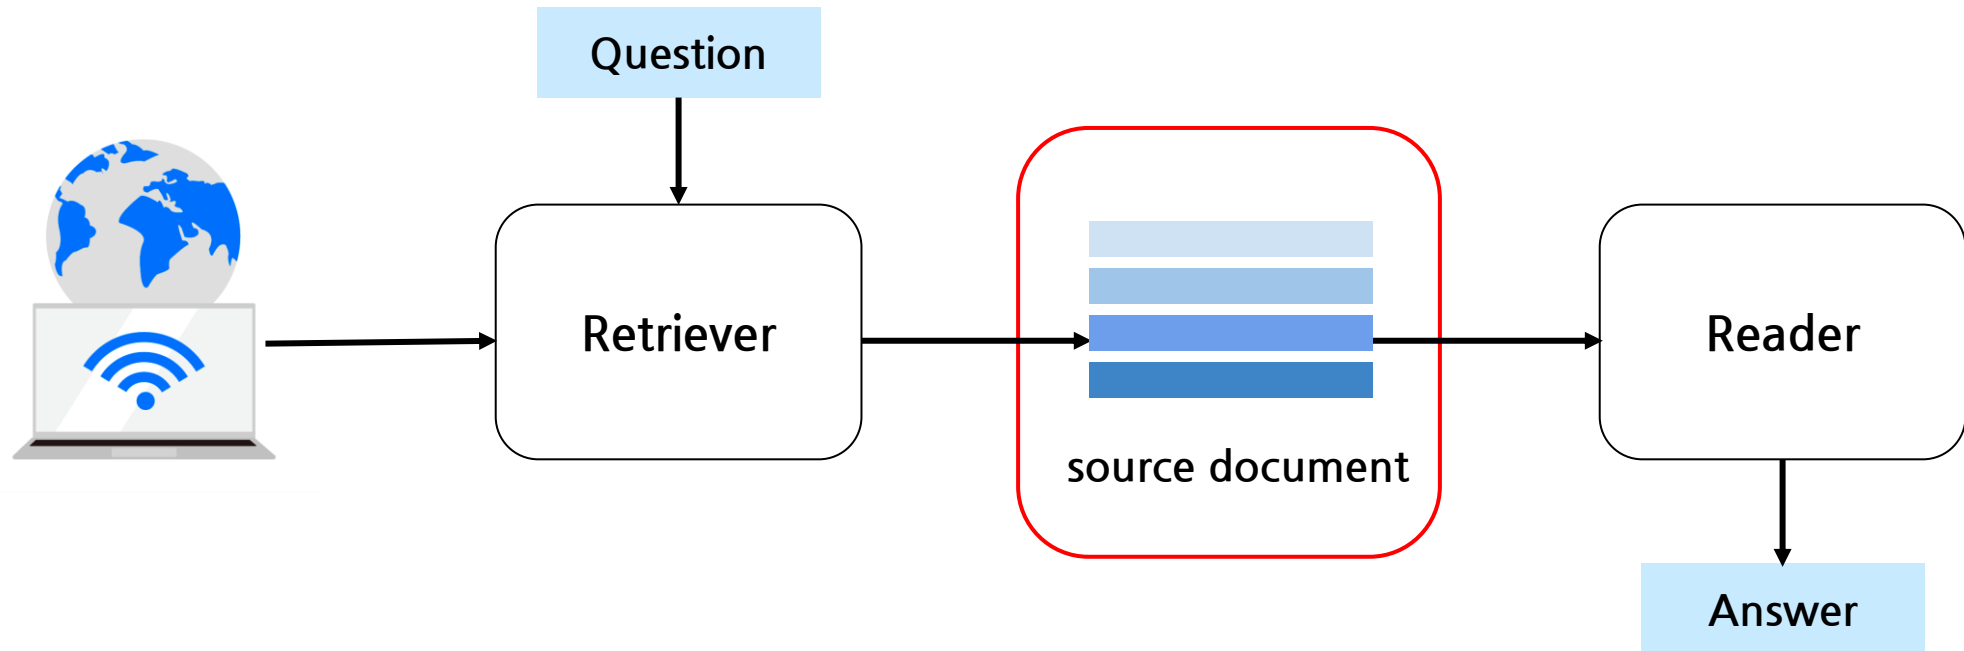 Question
Retriever
source document
Reader
Answer